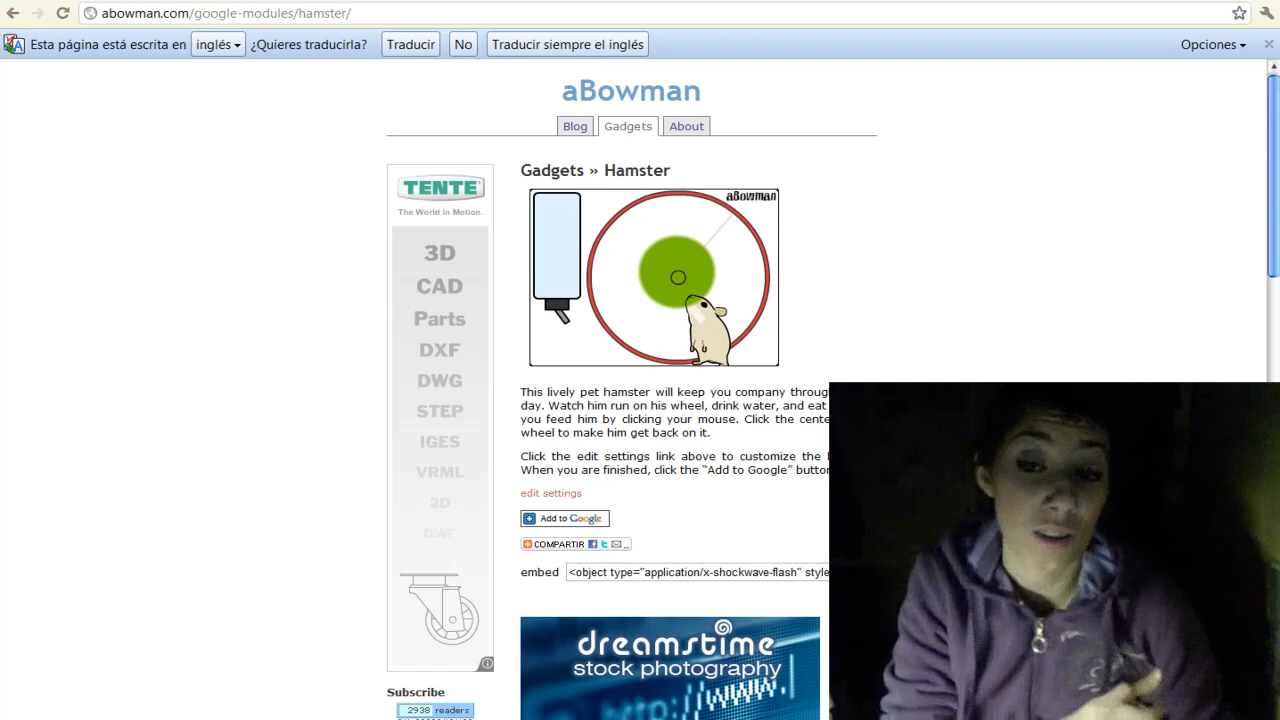 abowman.com/google-modules/hamster/
Esta página está escrita en inglés ¿Quieres traducirla? Traducir No Traducir siempre el inglés Opciones
aBowman
Blog Gadgets About
Gadgets » Hamster
aBowman
TENTE
The World in Motion.
3D
CAD
Parts
DXF
DWG
STEP
IGES
VRML
2D
DWF
This lively pet hamster will keep you company throug
day. Watch him run on his wheel, drink water, and eat
you feed him by clicking your mouse. Click the cente
wheel to make him get back on it.
Click the edit settings link above to customize the
When you are finished, click the “Add to Google” butto
edit settings
Add to Google
COMPARTIR
embed <object type="application/x-shockwave-flash" style
dreamstime
stock photography
http://www.
Subscribe
2938 readers